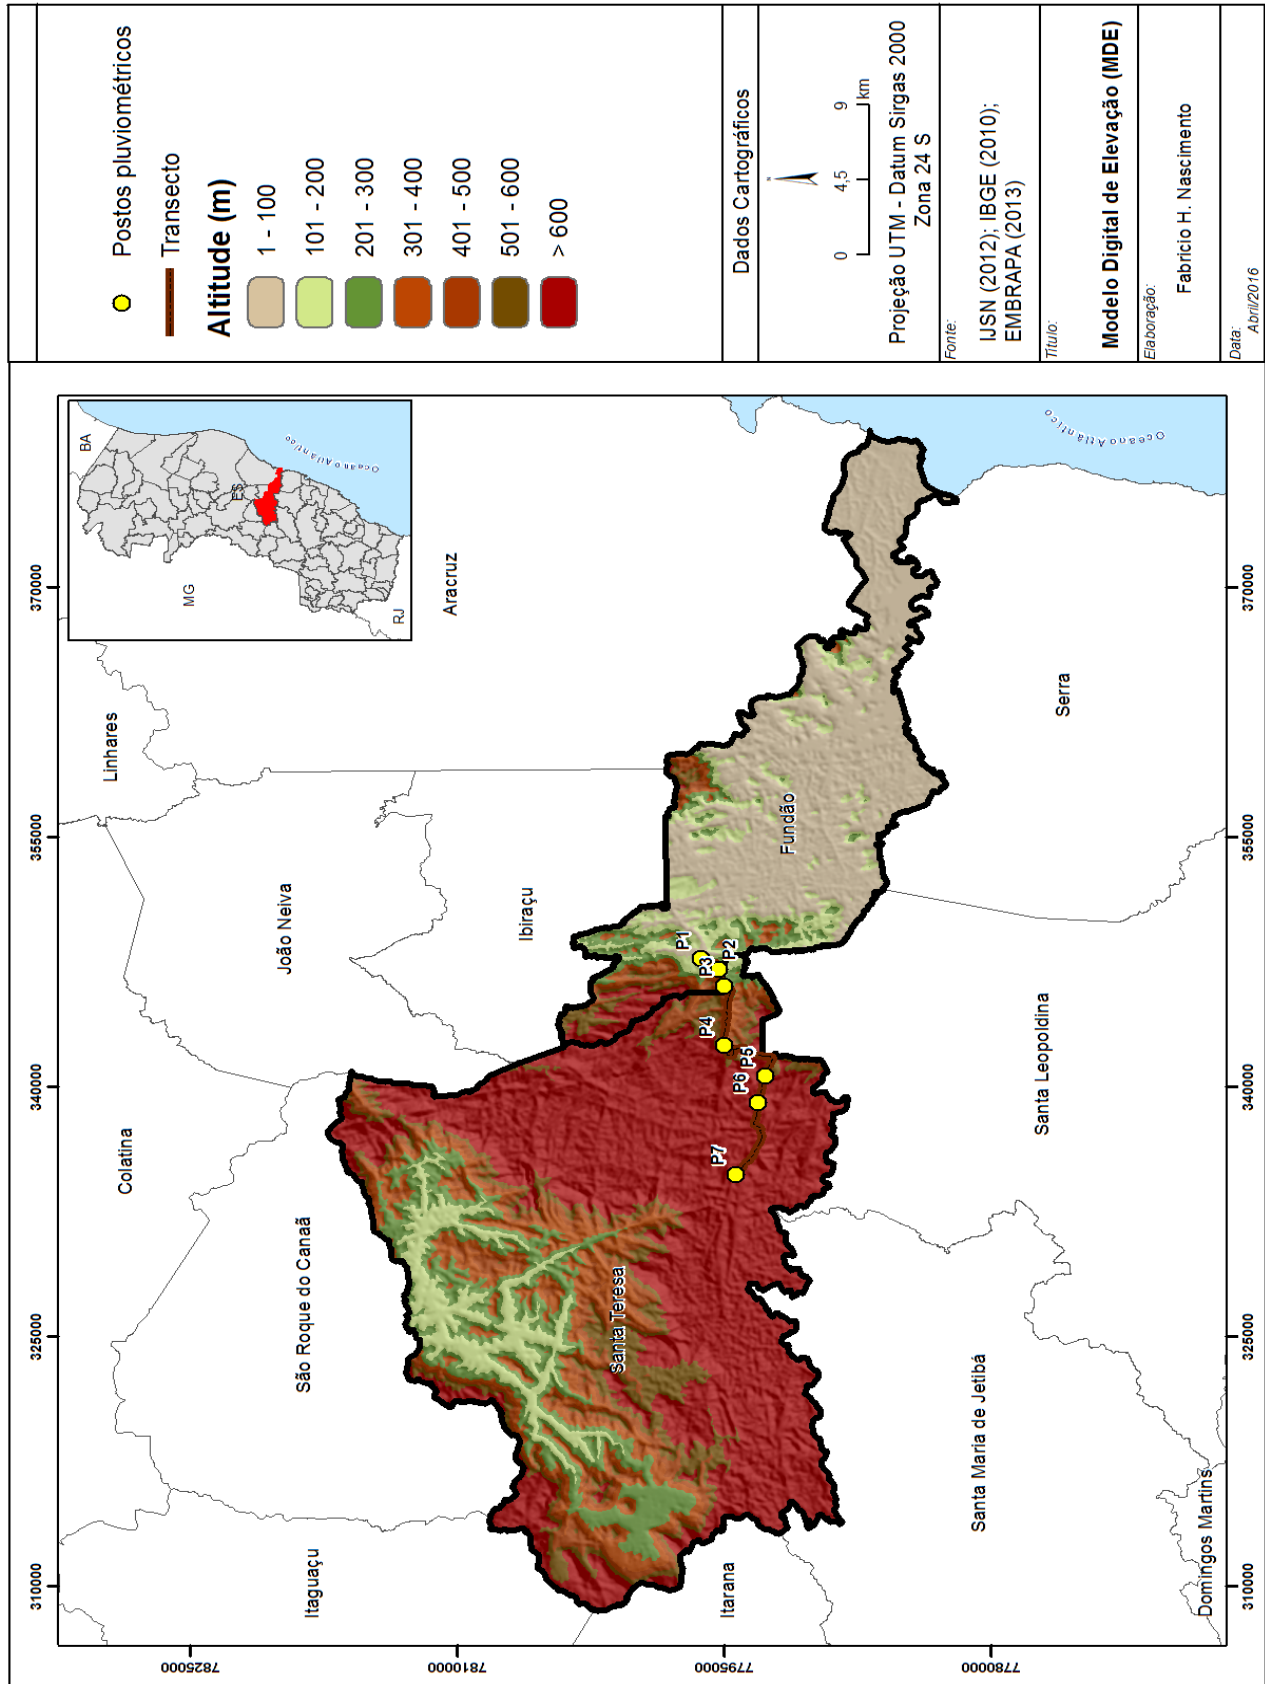 Postos pluviométricos
Transecto
Altitude (m)
1 - 100
101 - 200
201 - 300
301 - 400
401 - 500
501 - 600
> 600
Dados Cartográficos
N
0 4,5 9
km
Projeção UTM - Datum Sirgas 2000
Zona 24 S
Fonte:
IJSN (2012); IBGE (2010);
EMBRAPA (2013)
Título:
Modelo Digital de Elevação (MDE)
Elaboração:
Fabricio H. Nascimento
Data:
Abril/2016
310000 325000 340000 355000 370000
7825000
7810000
7795000
7780000
310000 325000 340000 355000 370000
BA
MG
ES
RJ
Oceano Atlântico
Linhares
Colatina
João Neiva
São Roque do Canaã
Itaguaçu
Aracruz
Ibiraçu
Santa Teresa
P1
P3
P2
P4
P5
P6
P7
Itarana
Fundão
Serra
Santa Leopoldina
Santa Maria de Jetibá
Domingos Martins
Oceano Atlântico